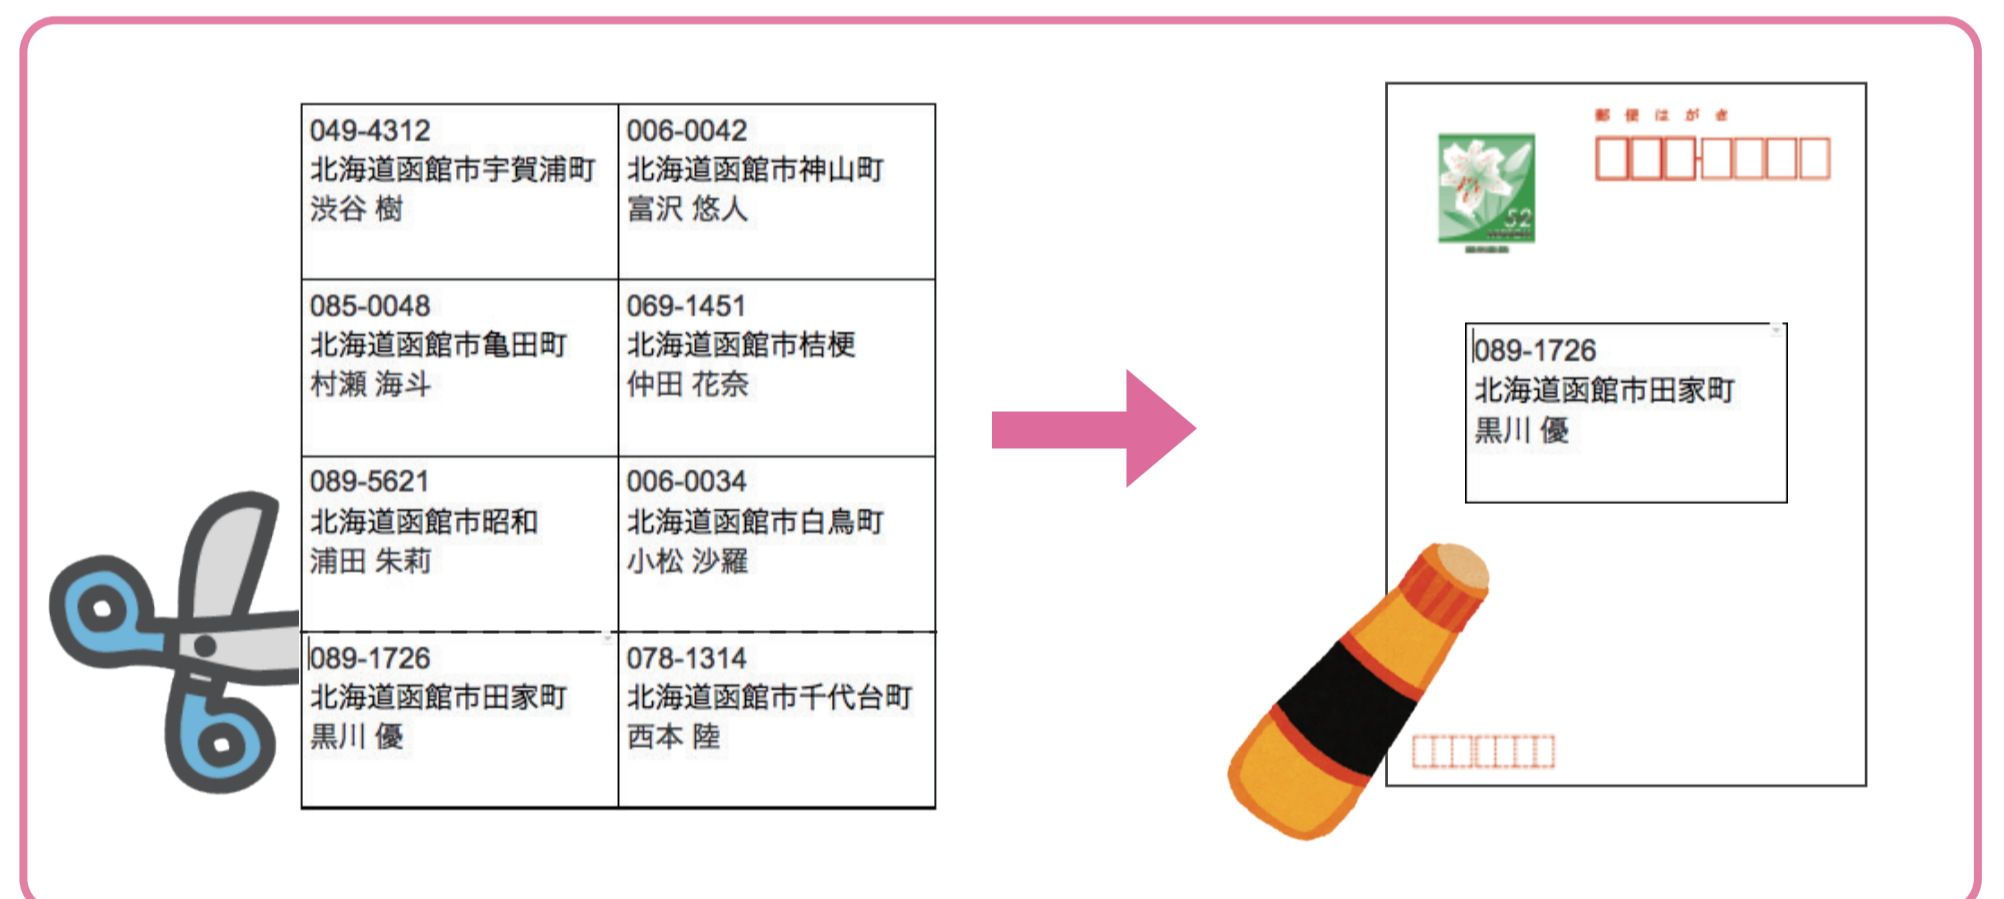 049-4312
北海道函館市宇賀浦町
渋谷 樹
006-0042
北海道函館市神山町
富沢 悠人
085-0048
北海道函館市亀田町
村瀬 海斗
069-1451
北海道函館市桔梗
仲田 花奈
089-5621
北海道函館市昭和
浦田 朱莉
006-0034
北海道函館市白鳥町
小松 沙羅
089-1726
北海道函館市田家町
黒川 優
078-1314
北海道函館市千代台町
西本 陸
郵便はがき
52
089-1726
北海道函館市田家町
黒川 優